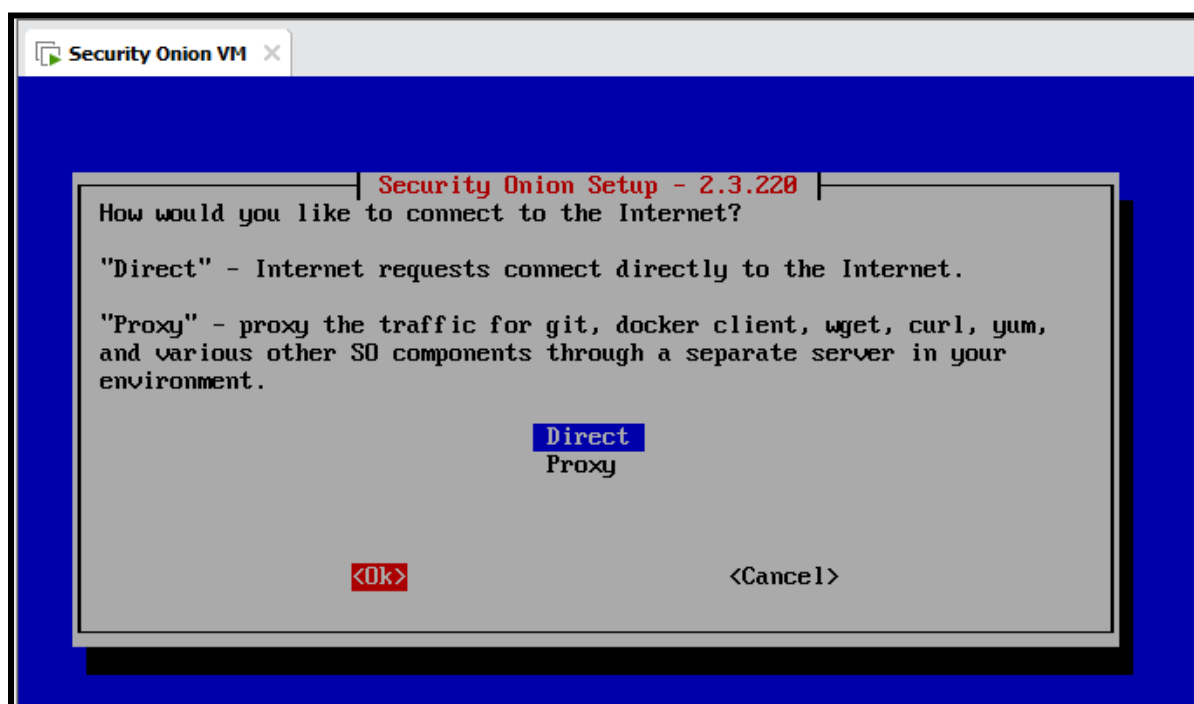 Security Onion VM
Security Onion Setup - 2.3.220
How would you like to connect to the Internet?
"Direct" - Internet requests connect directly to the Internet.
"Proxy" - proxy the traffic for git, docker client, wget, curl, yum,
and various other SO components through a separate server in your
environment.
Direct
Proxy
<Ok> <Cancel>